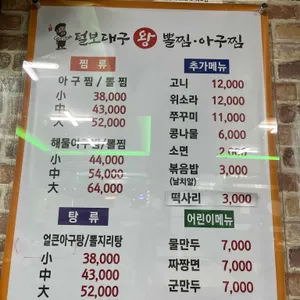 털보대구 왕 뽈찜·아구찜
찜 류
아구찜/뽈찜
小 38,000
中 43,000
大 52,000
해물아구찜/뽈찜
小 44,000
中 54,000
大 64,000
탕 류
얼큰아구탕/뽈지리탕
小 38,000
中 43,000
大 52,000
추가메뉴
고니 12,000
위소라 12,000
쭈꾸미 11,000
콩나물 6,000
소면
볶음밥 3,000
(날치알)
떡사리 3,000
어린이메뉴
물만두 7,000
짜짱면 7,000
군만두 7,000